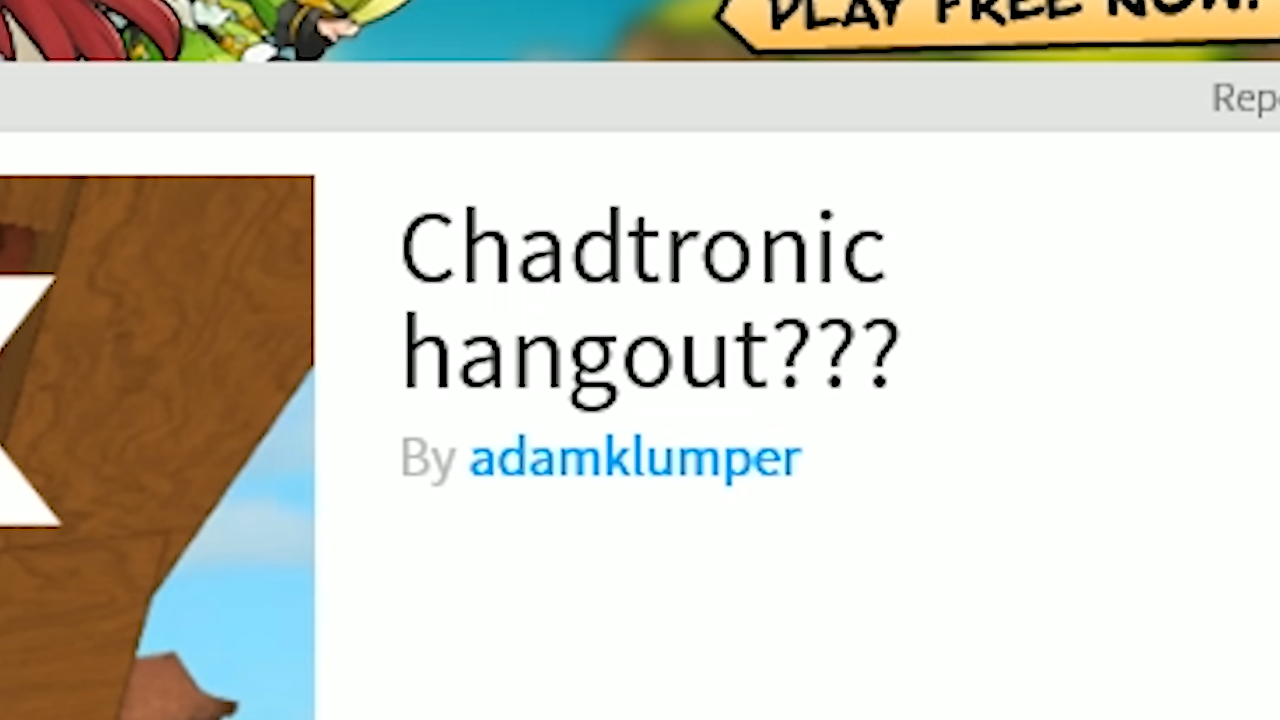 PLAY FREE NOW!
Rep
Chadtronic
hangout???
By adamklumper